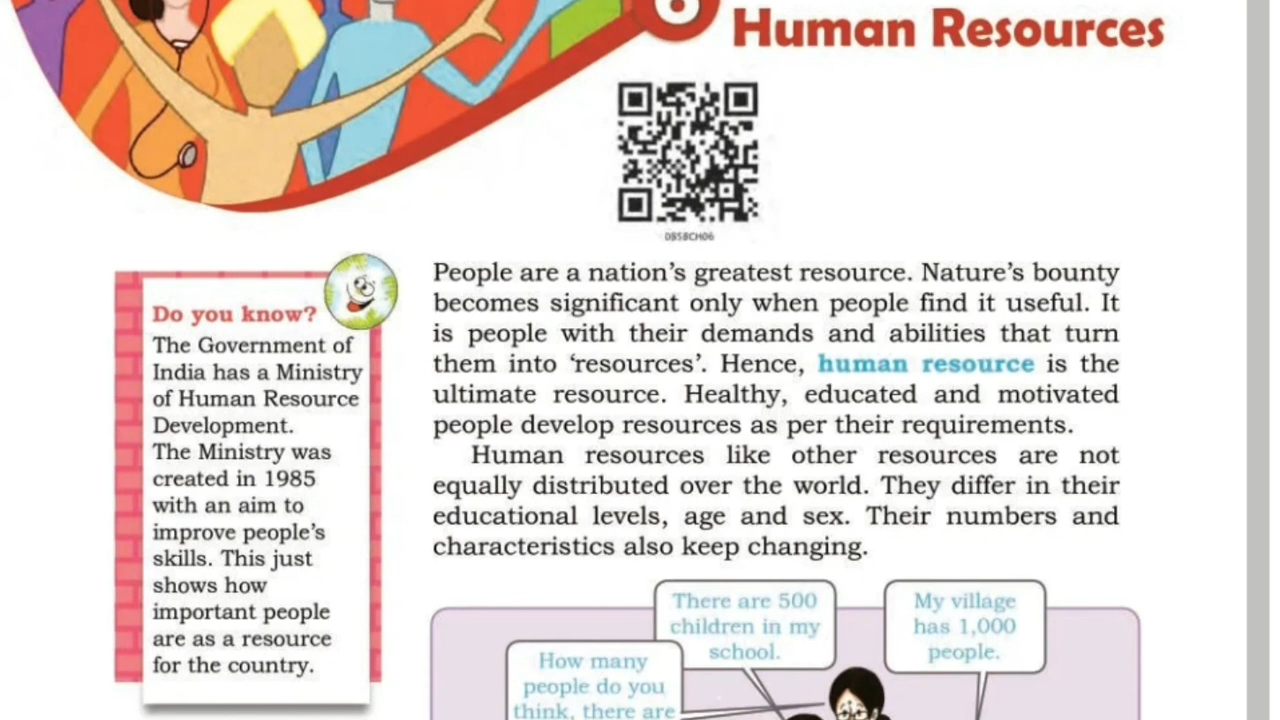 6
Human Resources
0858CH06
Do you know?
The Government of
India has a Ministry
of Human Resource
Development.
The Ministry was
created in 1985
with an aim to
improve people's
skills. This just
shows how
important people
are as a resource
for the country.
People are a nation's greatest resource. Nature's bounty
becomes significant only when people find it useful. It
is people with their demands and abilities that turn
them into ‘resources’. Hence, human resource is the
ultimate resource. Healthy, educated and motivated
people develop resources as per their requirements.
Human resources like other resources are not
equally distributed over the world. They differ in their
educational levels, age and sex. Their numbers and
characteristics also keep changing.
There are 500
children in my
school.
My village
has 1,000
people.
How many
people do you
think, there are